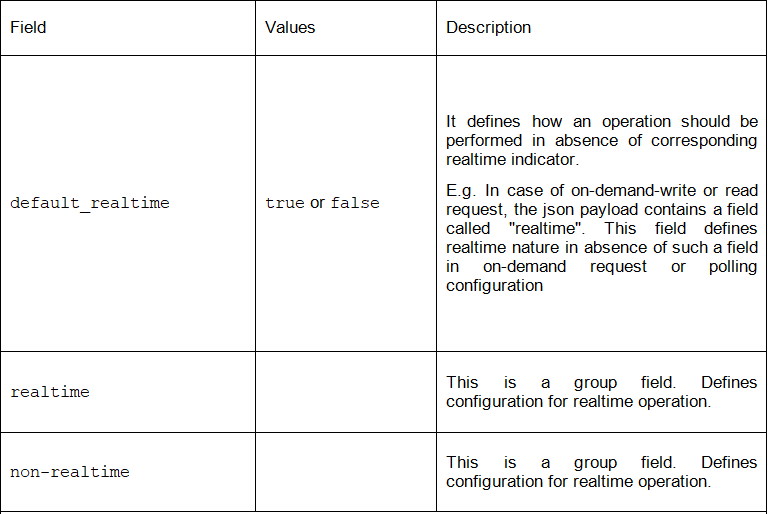 Field Values Description
It defines how an operation should be
performed in absence of corresponding
realtime indicator.
default_realtime true or false
E.g. In case of on-demand-write or read
request, the json payload contains a field
called "realtime". This field defines
realtime nature in absence of such a field
in on-demand request or polling
configuration
realtime
This is a group field. Defines
configuration for realtime operation.
non-realtime
This is a group field. Defines
configuration for realtime operation.